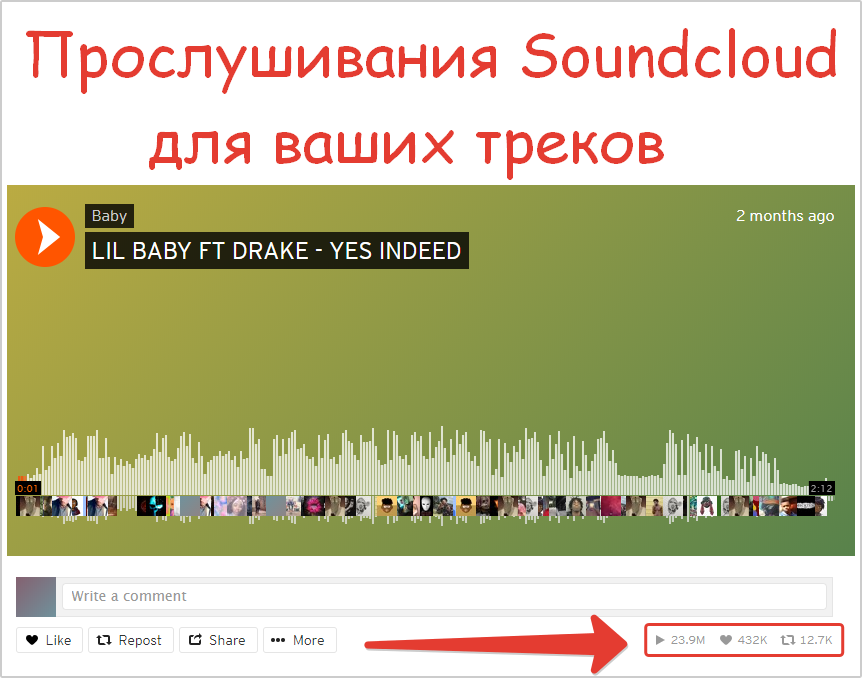 Прослушивания Soundcloud
для ваших треков
Baby
2 months ago
LIL BABY FT DRAKE - YES INDEED
0:01
2:12
Write a comment
Like
Repost
Share
More
23.9M
432K
12.7K